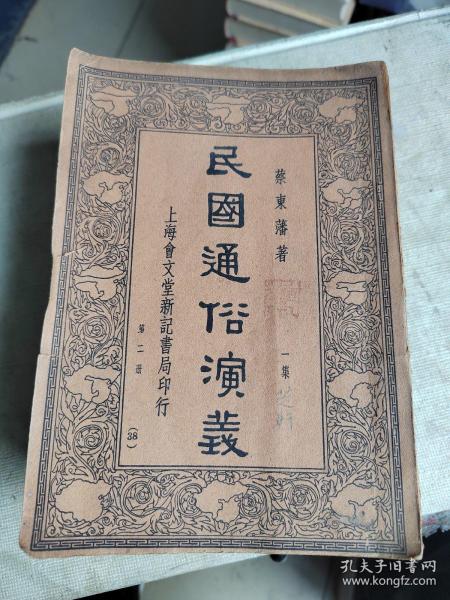 蔡東藩著
一集
民國通俗演義
上海會文堂新記書局印行
第二册
(38)
孔夫子旧书网
www.kongfz.com